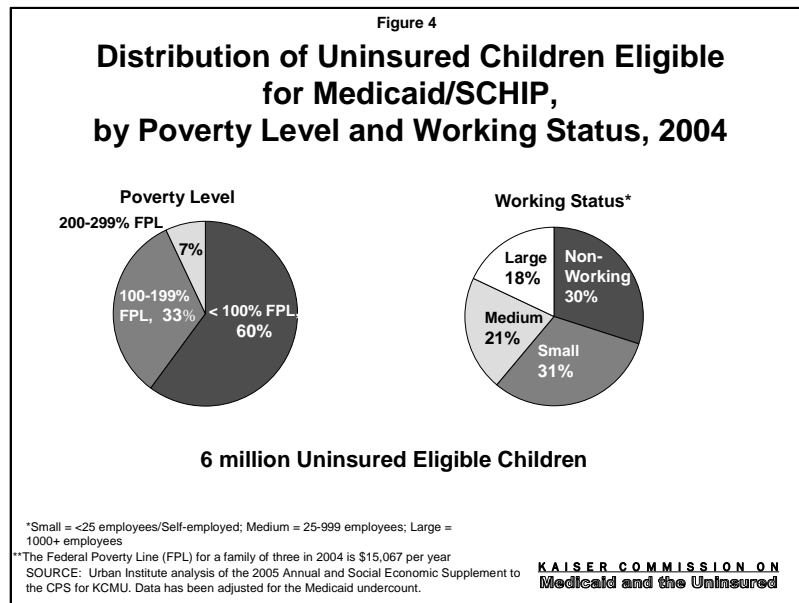 Figure 4
Distribution of Uninsured Children Eligible
for Medicaid/SCHIP,
by Poverty Level and Working Status, 2004
Poverty Level
200-299% FPL
7%
100-199%
FPL, 33%
< 100% FPL,
60%
Working Status*
Large
18%
Non-
Working
30%
Medium
21%
Small
31%
6 million Uninsured Eligible Children
*Small = <25 employees/Self-employed; Medium = 25-999 employees; Large =
1000+ employees
**The Federal Poverty Line (FPL) for a family of three in 2004 is $15,067 per year
SOURCE: Urban Institute analysis of the 2005 Annual and Social Economic Supplement to
the CPS for KCMU. Data has been adjusted for the Medicaid undercount.
KAISER COMMISSION ON
Medicaid and the Uninsured